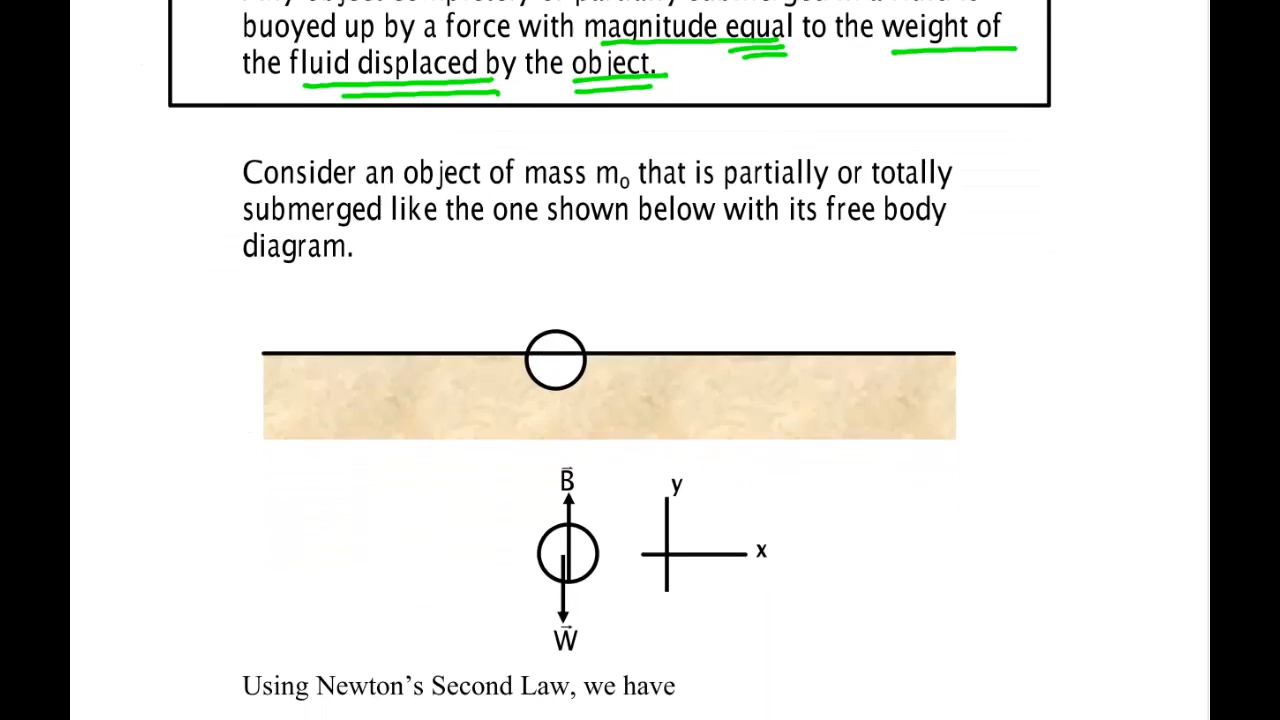 buoyed up by a force with magnitude equal to the weight of
the fluid displaced by the object.
Consider an object of mass m₀ that is partially or totally
submerged like the one shown below with its free body
diagram.
B⃗
y
x
W⃗
Using Newton’s Second Law, we have